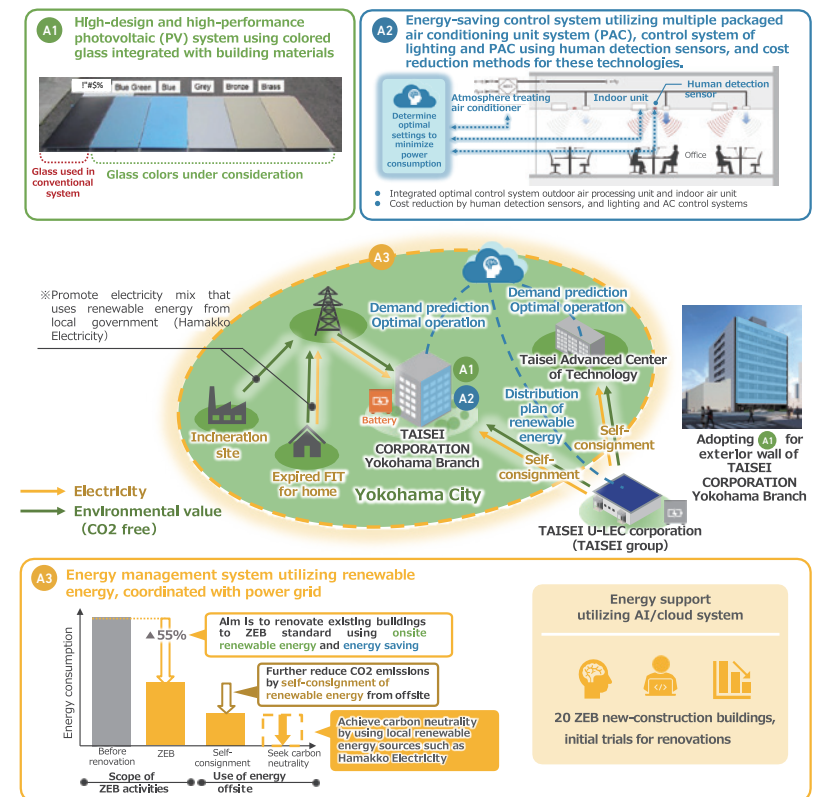 A1
High-design and high-performance
photovoltaic (PV) system using colored
glass integrated with building materials
!"#$%
Blue Green
Blue
Grey
Bronze
Brass
Glass used in
conventional
system
Glass colors under consideration
A2
Energy-saving control system utilizing multiple packaged
air conditioning unit system (PAC), control system of
lighting and PAC using human detection sensors, and cost
reduction methods for these technologies.
Determine
optimal
settings to
minimize
power
consumption
Atmosphere treating
air conditioner
Indoor unit
Human detection
sensor
Office
● Integrated optimal control system outdoor air processing unit and indoor air unit
● Cost reduction by human detection sensors, and lighting and AC control systems
A3
※Promote electricity mix that
uses renewable energy from
local government (Hamakko
Electricity)
Demand prediction
Optimal operation
Demand prediction
Optimal operation
Taisei Advanced Center
of Technology
A1
A2
Battery
TAISEI
CORPORATION
Yokohama Branch
Distribution
plan of
renewable
energy
Incineration
site
Expired FIT
for home
Yokohama City
Self-
consignment
Self-
consignment
Adopting A1 for
exterior wall of
TAISEI
CORPORATION
Yokohama Branch
Electricity
Environmental value
(CO2 free)
TAISEI U-LEC corporation
(TAISEI group)
A3
Energy management system utilizing renewable
energy, coordinated with power grid
Energy consumption
▲55%
Aim is to renovate existing buildings
to ZEB standard using onsite
renewable energy and energy saving
Further reduce CO2 emissions
by self-consignment of
renewable energy from offsite
Achieve carbon neutrality
by using local renewable
energy sources such as
Hamakko Electricity
Before
renovation
ZEB
Self-
consignment
Seek carbon
neutrality
Scope of
ZEB activities
Use of energy
offsite
Energy support
utilizing AI/cloud system
</>
20 ZEB new-construction buildings,
initial trials for renovations